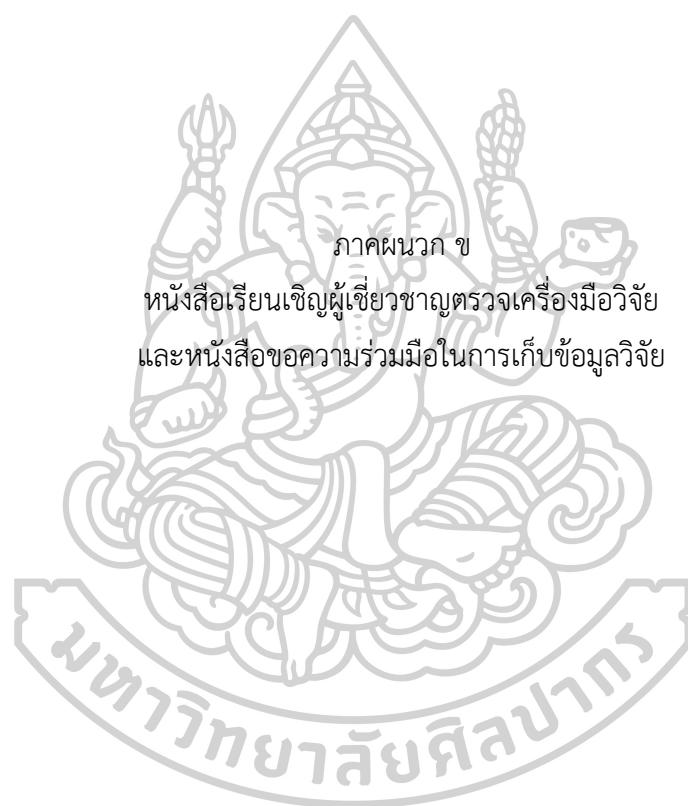 ภาคผนวก ข
หนังสือเรียนเชิญผู้เชี่ยวชาญตรวจเครื่องมือวิจัย
และหนังสือขอความร่วมมือในการเก็บข้อมูลวิจัย
มหาวิทยาลัยศิลปากร